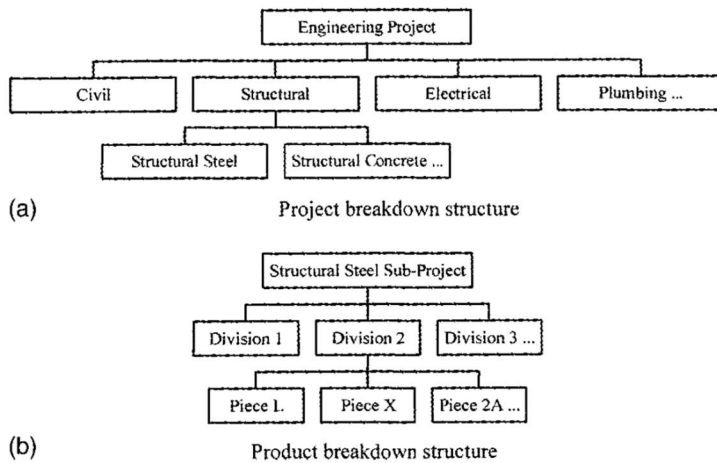 Engineering Project
Civil
Structural
Electrical
Plumbing ...
Structural Steel
Structural Concrete ...
(a)
Project breakdown structure
Structural Steel Sub-Project
Division 1
Division 2
Division 3 ...
Piece 1.
Piece X
Piece 2A ...
(b)
Product breakdown structure